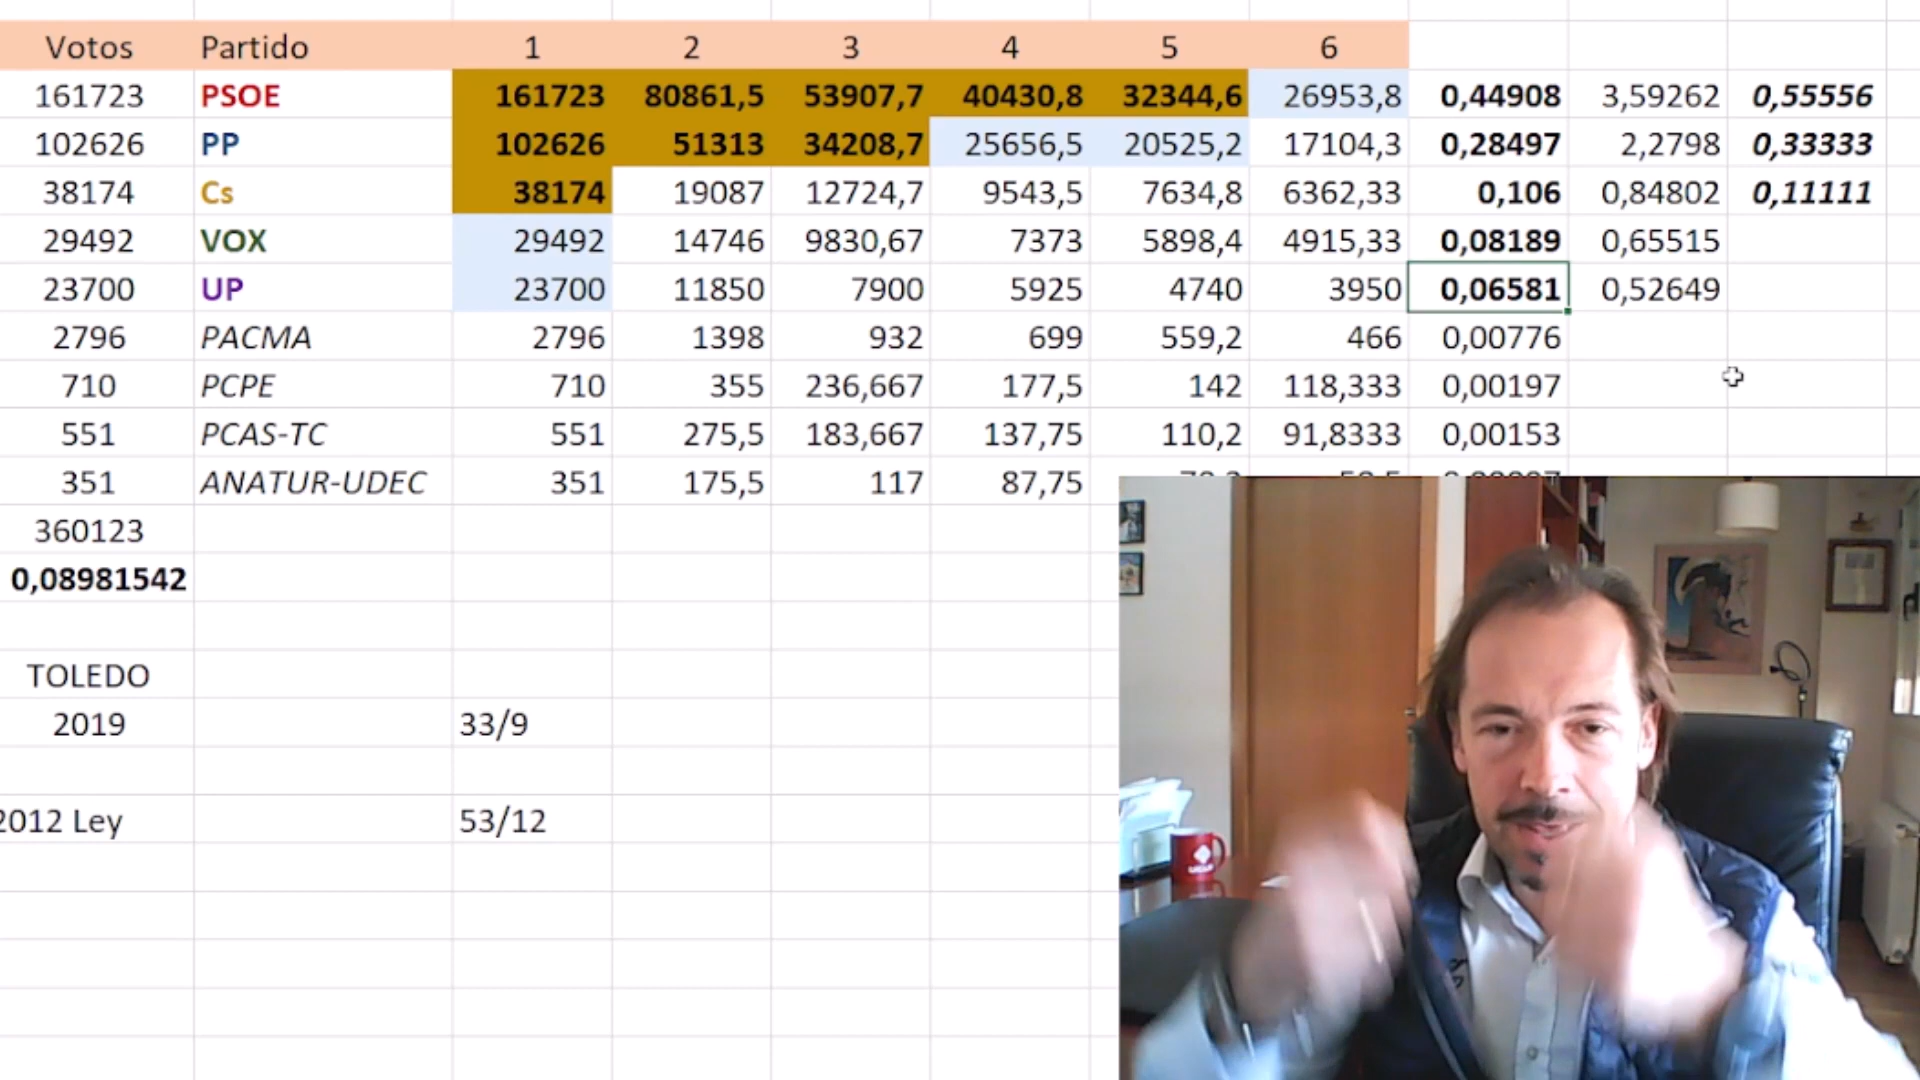 Votos Partido 1 2 3 4 5 6
161723 PSOE 161723 80861,5 53907,7 40430,8 32344,6 26953,8 0,44908 3,59262 0,55556
102626 PP 102626 51313 34208,7 25656,5 20525,2 17104,3 0,28497 2,2798 0,33333
38174 Cs 38174 19087 12724,7 9543,5 7634,8 6362,33 0,106 0,84802 0,11111
29492 VOX 29492 14746 9830,67 7373 5898,4 4915,33 0,08189 0,65515
23700 UP 23700 11850 7900 5925 4740 3950 0,06581 0,52649
2796 PACMA 2796 1398 932 699 559,2 466 0,00776
710 PCPE 710 355 236,667 177,5 142 118,333 0,00197
551 PCAS-TC 551 275,5 183,667 137,75 110,2 91,8333 0,00153
351 ANATUR-UDEC 351 175,5 117 87,75
360123
0,08981542
TOLEDO
2019 33/9
2012 Ley 53/12